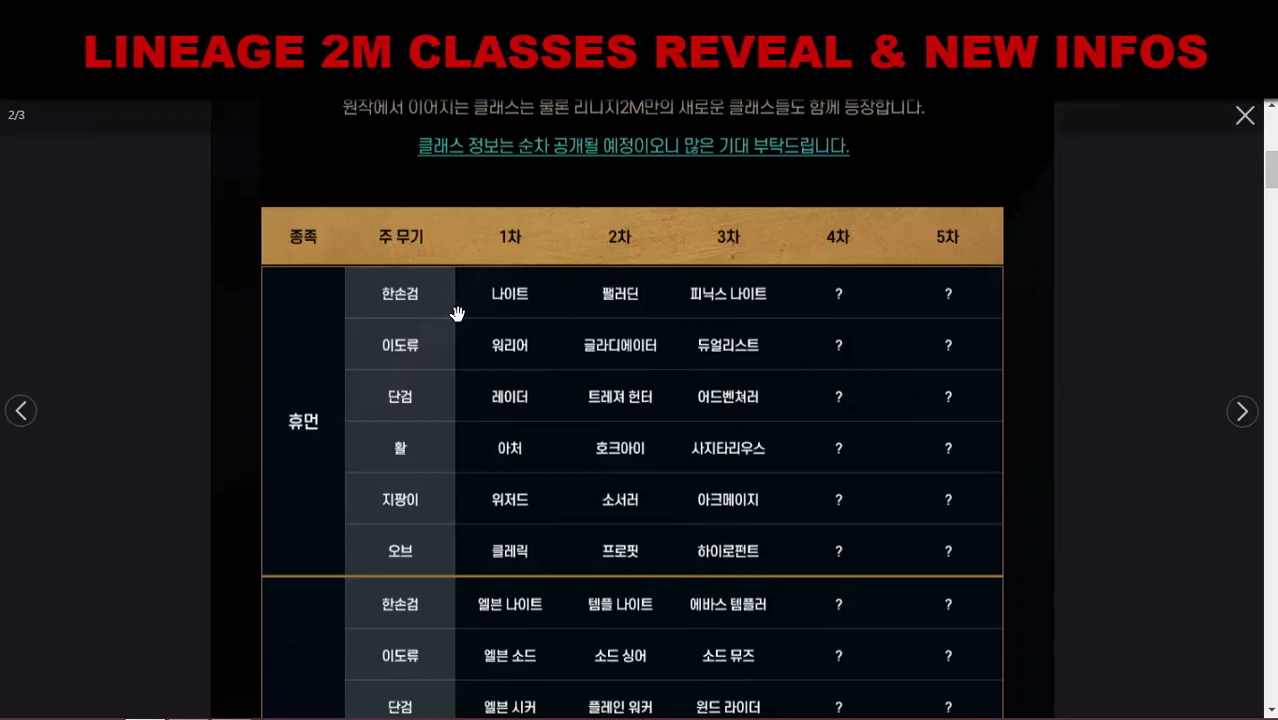 LINEAGE 2M CLASSES REVEAL & NEW INFOS
2/3
원작에서 이어지는 클래스는 물론 리니지2M만의 새로운 클래스들도 함께 등장합니다.
클래스 정보는 순차 공개될 예정이오니 많은 기대 부탁드립니다.
종족 주 무기 1차 2차 3차 4차 5차
한손검 나이트 팰러딘 피닉스 나이트 ? ?
이도류 워리어 글라디에이터 듀얼리스트 ? ?
단검 레이더 트레져 헌터 어드벤쳐러 ? ?
휴먼
활 아처 호크아이 사지타리우스 ? ?
지팡이 위저드 소서러 아크메이지 ? ?
오브 클레릭 프로핏 하이로펀트 ? ?
한손검 엘븐 나이트 템플 나이트 에바스 템플러 ? ?
이도류 엘븐 소드 소드 싱어 소드 뮤즈 ? ?
단검 엘븐 시커 플레인 워커 윈드 라이더 ? ?